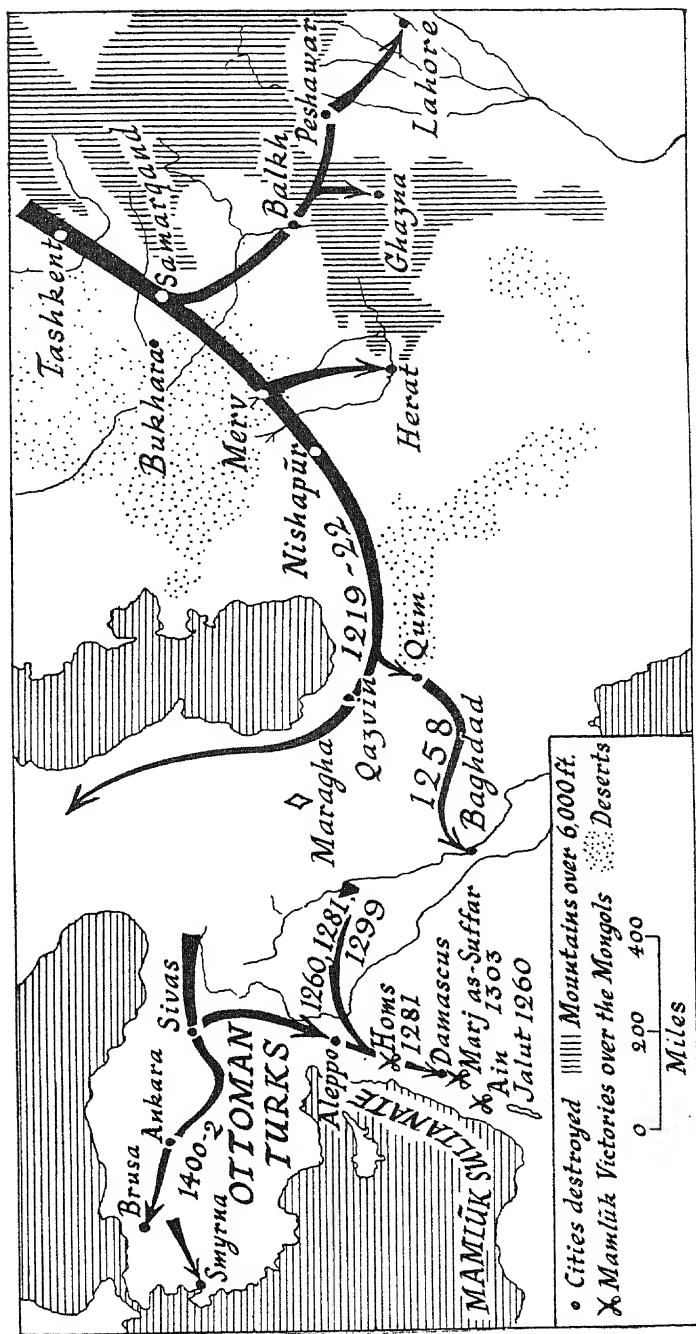 Brusa
Ankara
Sivas
1400-2
Smyrna
OTTOMAN
TURKS
Aleppo
1260, 1281,
1299
Homs
1281
Damascus
Marj as-Suffar
1303
Ain
Jalut 1260
MAMLŪK SULTANATE
Maragha
Qazvin
1219-22
Qum
1258
Baghdad
Nishapūr
Merv
Bukhara
Tashkent
Samarqand
Herat
Balkh
Ghazna
Peshawar
Lahore
Cities destroyed
Mountains over 6,000 ft.
Mamlūk Victories over the Mongols
Deserts
0 200 400
Miles